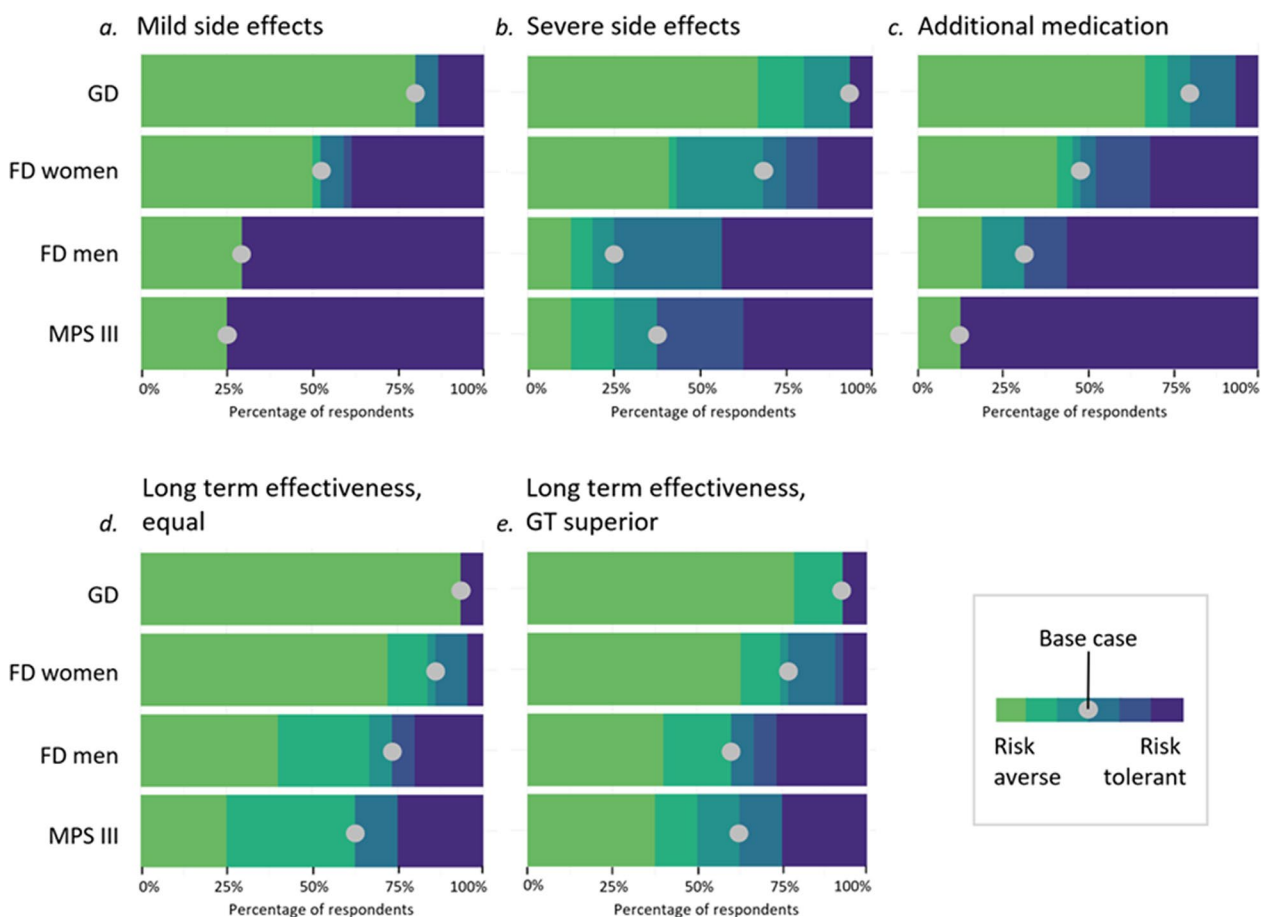 a. Mild side effects
b. Severe side effects
c. Additional medication
GD
FD women
FD men
MPS III
0% 25% 50% 75% 100%
Percentage of respondents
0% 25% 50% 75% 100%
Percentage of respondents
0% 25% 50% 75% 100%
Percentage of respondents
d. Long term effectiveness,
equal
e. Long term effectiveness,
GT superior
GD
FD women
FD men
MPS III
0% 25% 50% 75% 100%
Percentage of respondents
0% 25% 50% 75% 100%
Percentage of respondents
Base case
Risk
averse
Risk
tolerant